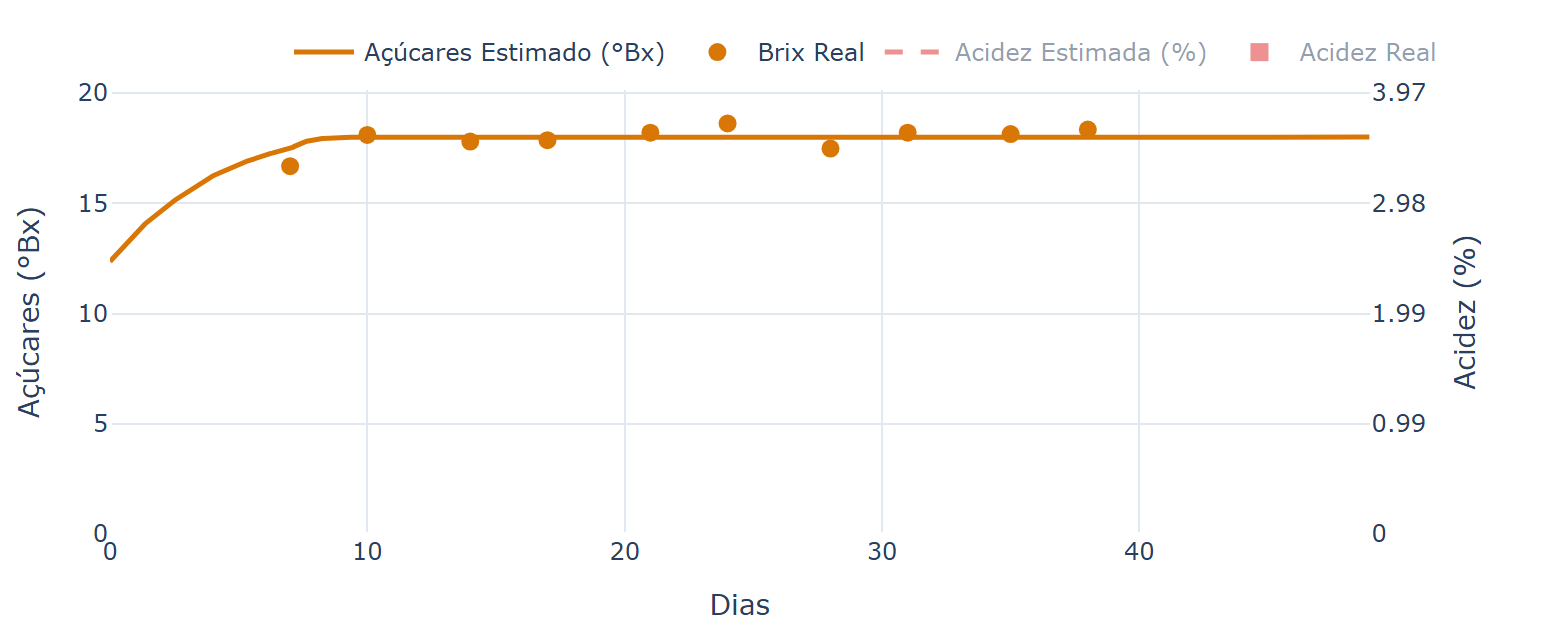 Açúcares Estimado (°Bx) Brix Real Acidez Estimada (%) Acidez Real
20 3.97
15 2.98
10 1.99
5 0.99
0 0
Açúcares (°Bx)
Acidez (%)
0 10 20 30 40
Dias